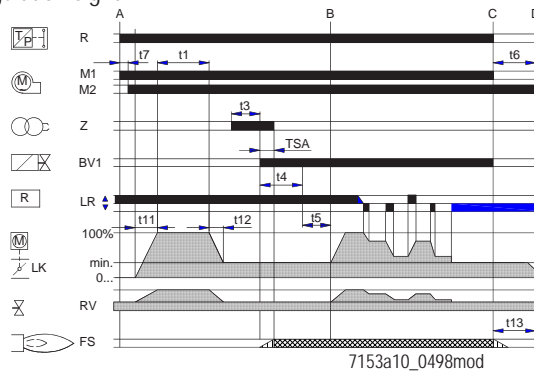 A B C D
T P R t7 t1 t6
M M1
M2
t3
Z
TSA
BV1
t4
R LR
t5
t11 t12
M 100%
LK min.
0...
RV
t13
FS
7153a10_0498mod